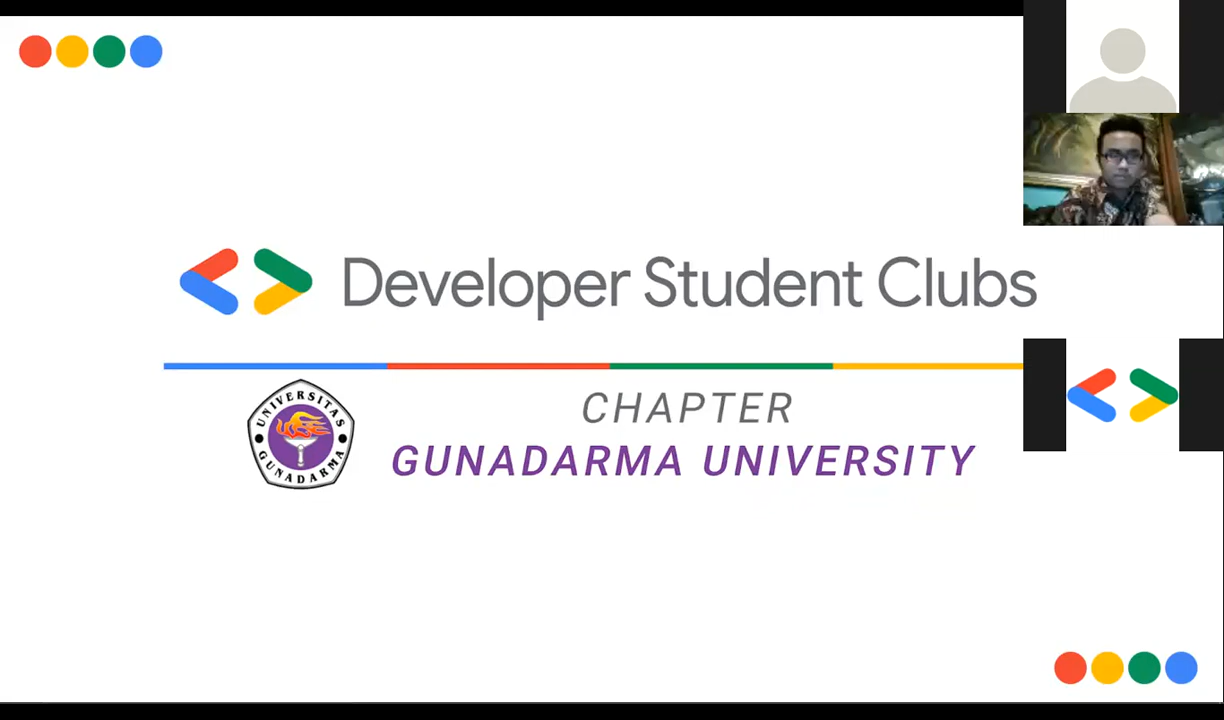 Developer Student Clubs
CHAPTER
GUNADARMA UNIVERSITY
UNIVERSITAS
GUNADARMA